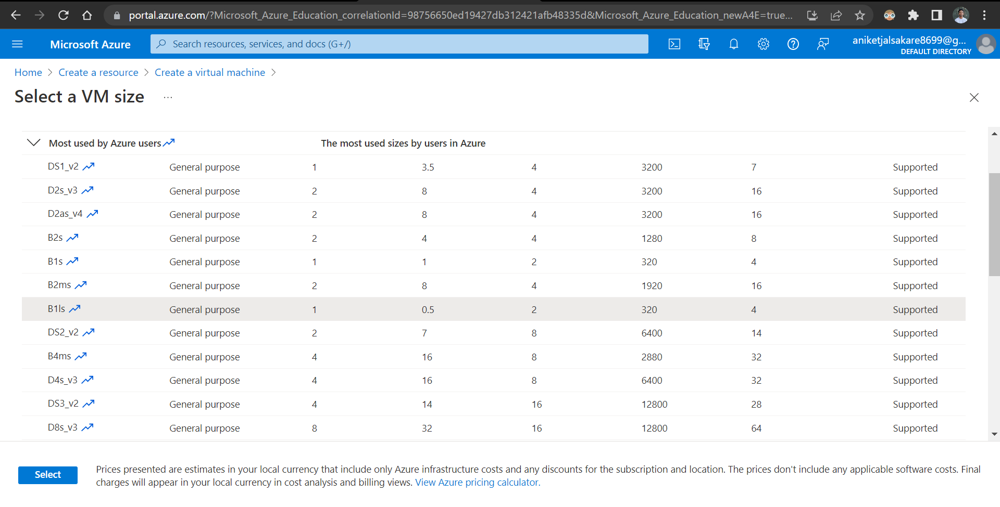 portal.azure.com/?Microsoft_Azure_Education_correlationId=98756650ed19427db312421afb48335d&Microsoft_Azure_Education_newA4E=true...
Microsoft Azure
Search resources, services, and docs (G+/)
aniketjalsakare8699@g...
DEFAULT DIRECTORY
Home > Create a resource > Create a virtual machine >
Select a VM size ...
Most used by Azure users The most used sizes by users in Azure
DS1_v2 General purpose 1 3.5 4 3200 7 Supported
D2s_v3 General purpose 2 8 4 3200 16 Supported
D2as_v4 General purpose 2 8 4 3200 16 Supported
B2s General purpose 2 4 4 1280 8 Supported
B1s General purpose 1 1 2 320 4 Supported
B2ms General purpose 2 8 4 1920 16 Supported
B1ls General purpose 1 0.5 2 320 4 Supported
DS2_v2 General purpose 2 7 8 6400 14 Supported
B4ms General purpose 4 16 8 2880 32 Supported
D4s_v3 General purpose 4 16 8 6400 32 Supported
DS3_v2 General purpose 4 14 16 12800 28 Supported
D8s_v3 General purpose 8 32 16 12800 64 Supported
Select
Prices presented are estimates in your local currency that include only Azure infrastructure costs and any discounts for the subscription and location. The prices don't include any applicable software costs. Final
charges will appear in your local currency in cost analysis and billing views. View Azure pricing calculator.